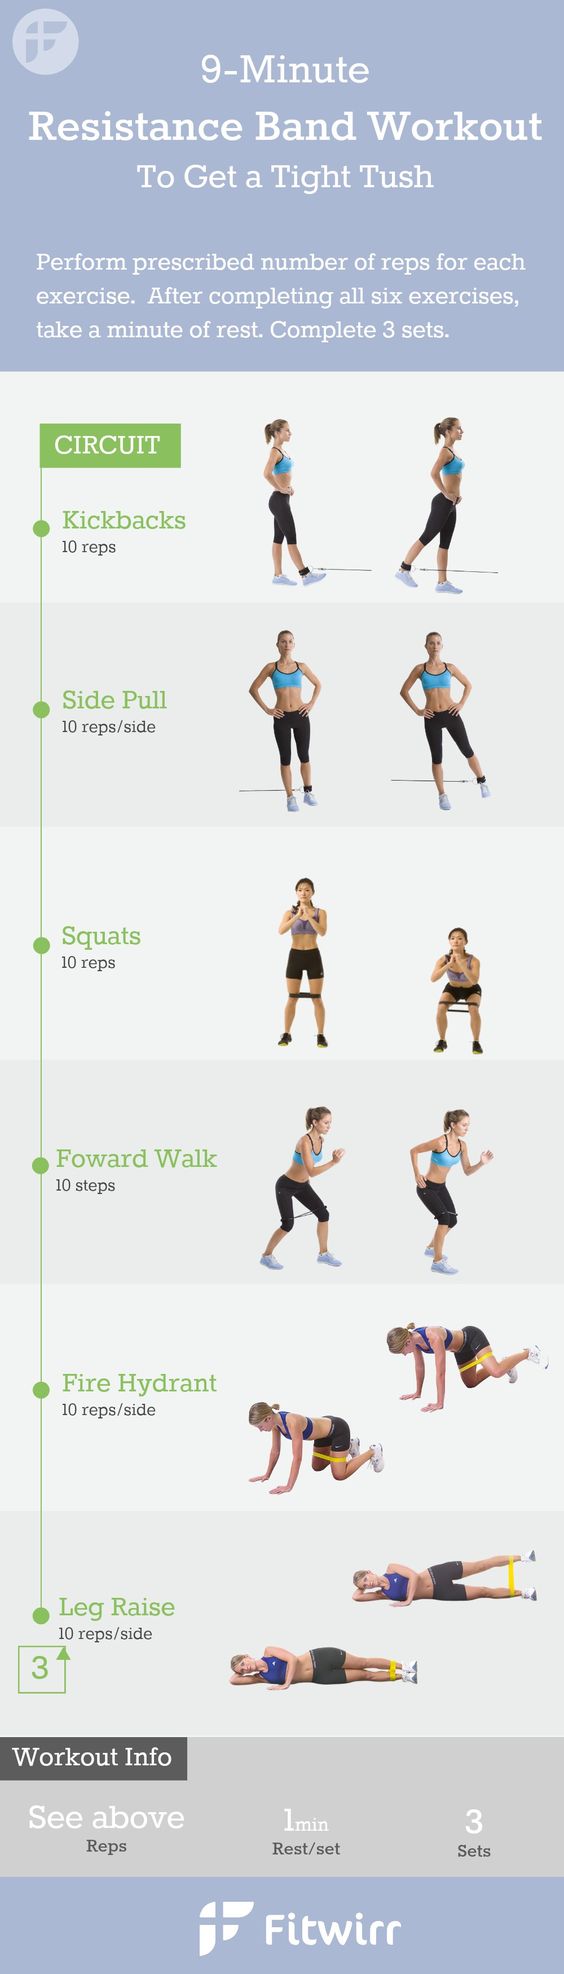 9-Minute
Resistance Band Workout
To Get a Tight Tush
Perform prescribed number of reps for each
exercise. After completing all six exercises,
take a minute of rest. Complete 3 sets.
CIRCUIT
Kickbacks
10 reps
Side Pull
10 reps/side
Squats
10 reps
Foward Walk
10 steps
Fire Hydrant
10 reps/side
Leg Raise
10 reps/side
3
Workout Info
See above
Reps
1min
Rest/set
3
Sets
Fitwirr